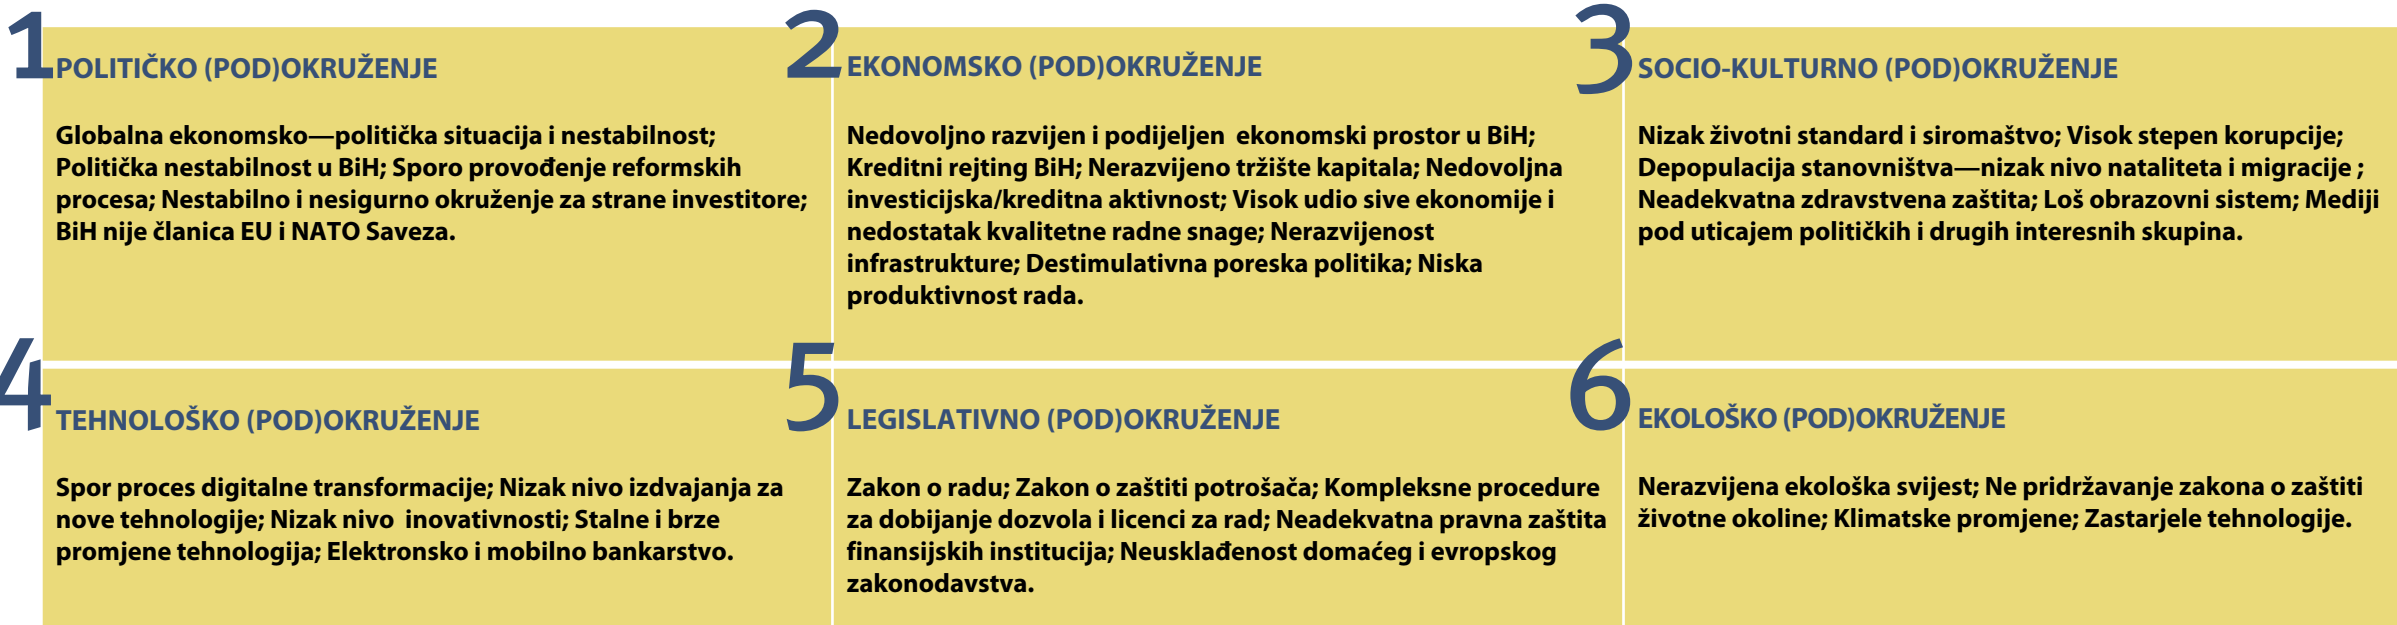 1
POLITIČKO (POD)OKRUŽENJE
Globalna ekonomsko—politička situacija i nestabilnost;
Politička nestabilnost u BiH; Sporo provođenje reformskih
procesa; Nestabilno i nesigurno okruženje za strane investitore;
BiH nije članica EU i NATO Saveza.
2
EKONOMSKO (POD)OKRUŽENJE
Nedovoljno razvijen i podijeljen  ekonomski prostor u BiH;
Kreditni rejting BiH; Nerazvijeno tržište kapitala; Nedovoljna
investicijska/kreditna aktivnost; Visok udio sive ekonomije i
nedostatak kvalitetne radne snage; Nerazvijenost
infrastrukture; Destimulativna poreska politika; Niska
produktivnost rada.
3
SOCIO-KULTURNO (POD)OKRUŽENJE
Nizak životni standard i siromaštvo; Visok stepen korupcije;
Depopulacija stanovništva—nizak nivo nataliteta i migracije ;
Neadekvatna zdravstvena zaštita; Loš obrazovni sistem; Mediji
pod uticajem političkih i drugih interesnih skupina.
4
TEHNOLOŠKO (POD)OKRUŽENJE
Spor proces digitalne transformacije; Nizak nivo izdvajanja za
nove tehnologije; Nizak nivo  inovativnosti; Stalne i brze
promjene tehnologija; Elektronsko i mobilno bankarstvo.
5
LEGISLATIVNO (POD)OKRUŽENJE
Zakon o radu; Zakon o zaštiti potrošača; Kompleksne procedure
za dobijanje dozvola i licenci za rad; Neadekvatna pravna zaštita
finansijskih institucija; Neusklađenost domaćeg i evropskog
zakonodavstva.
6
EKOLOŠKO (POD)OKRUŽENJE
Nerazvijena ekološka svijest; Ne pridržavanje zakona o zaštiti
životne okoline; Klimatske promjene; Zastarjele tehnologije.